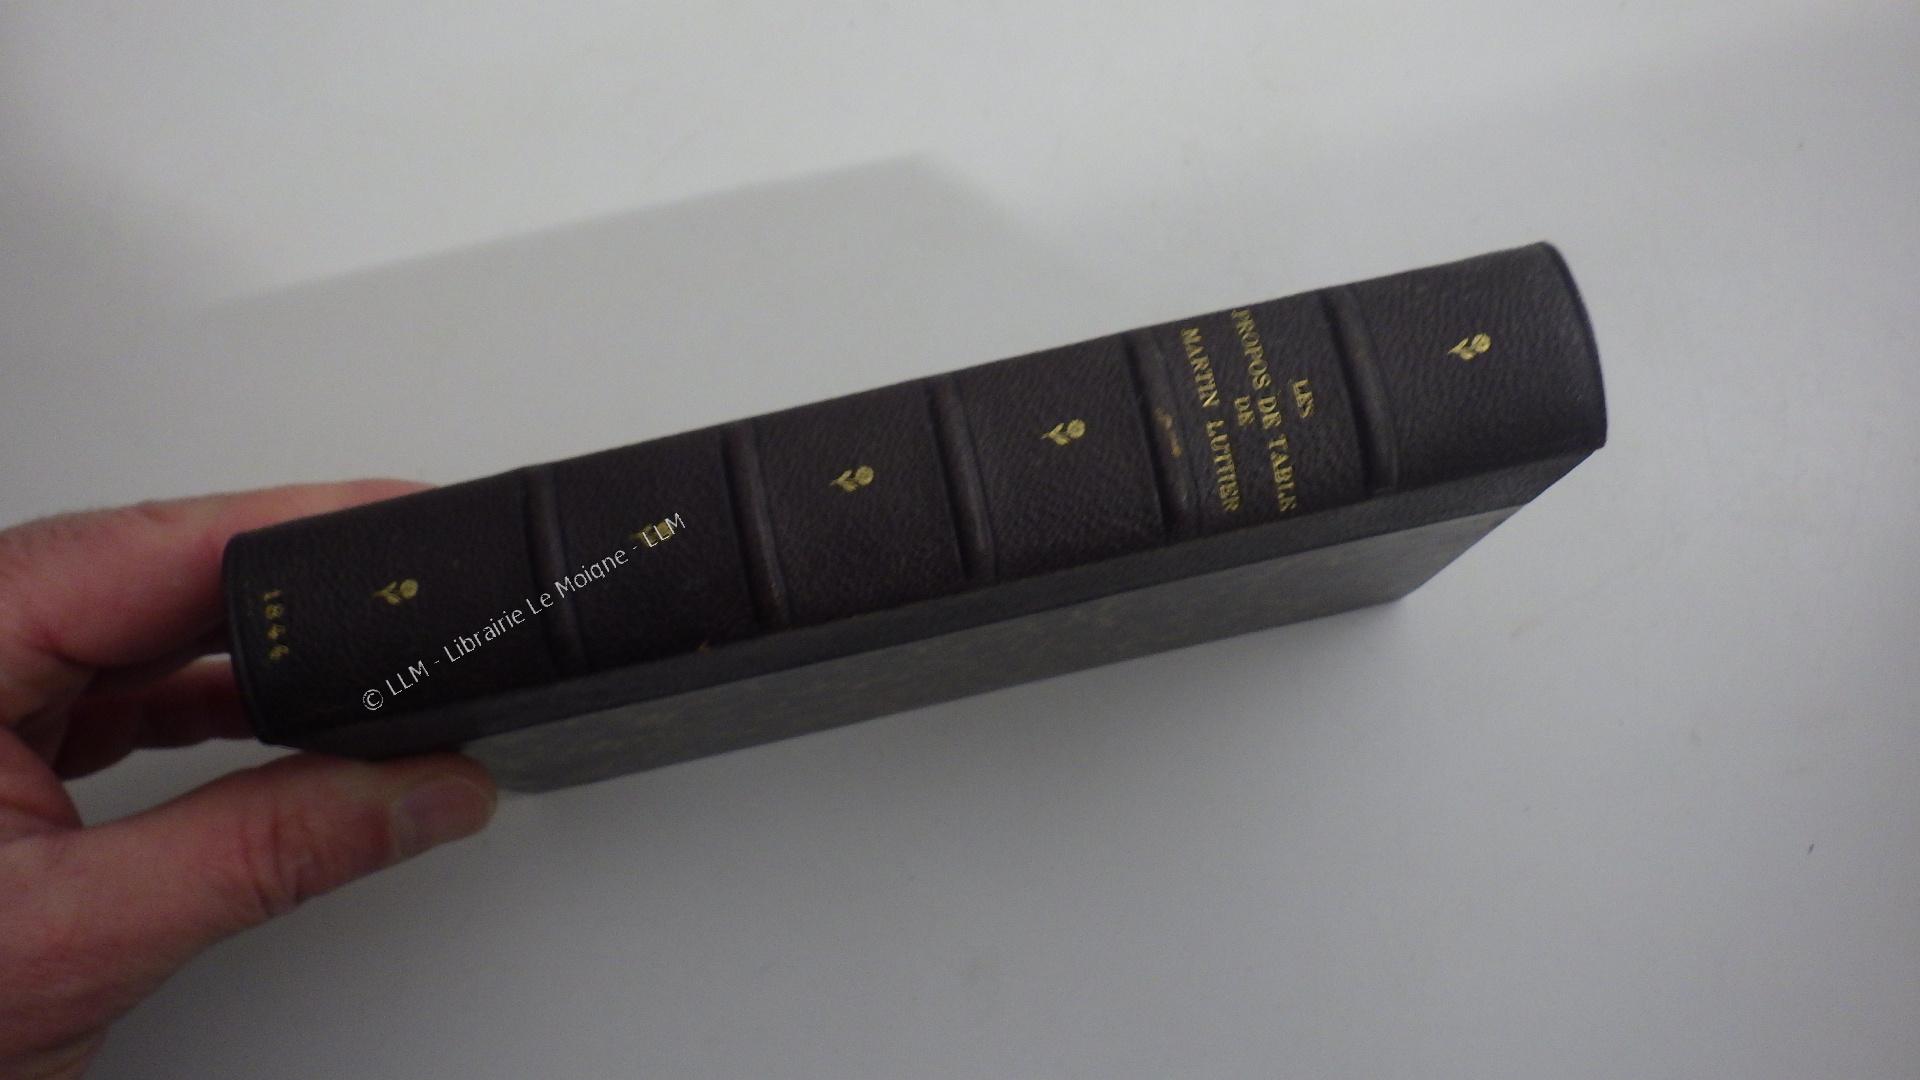 LES
PROPOS DE TABLE
DE
MARTIN LUTHER
1844
© LLM - Librairie Le Moigne - LLM